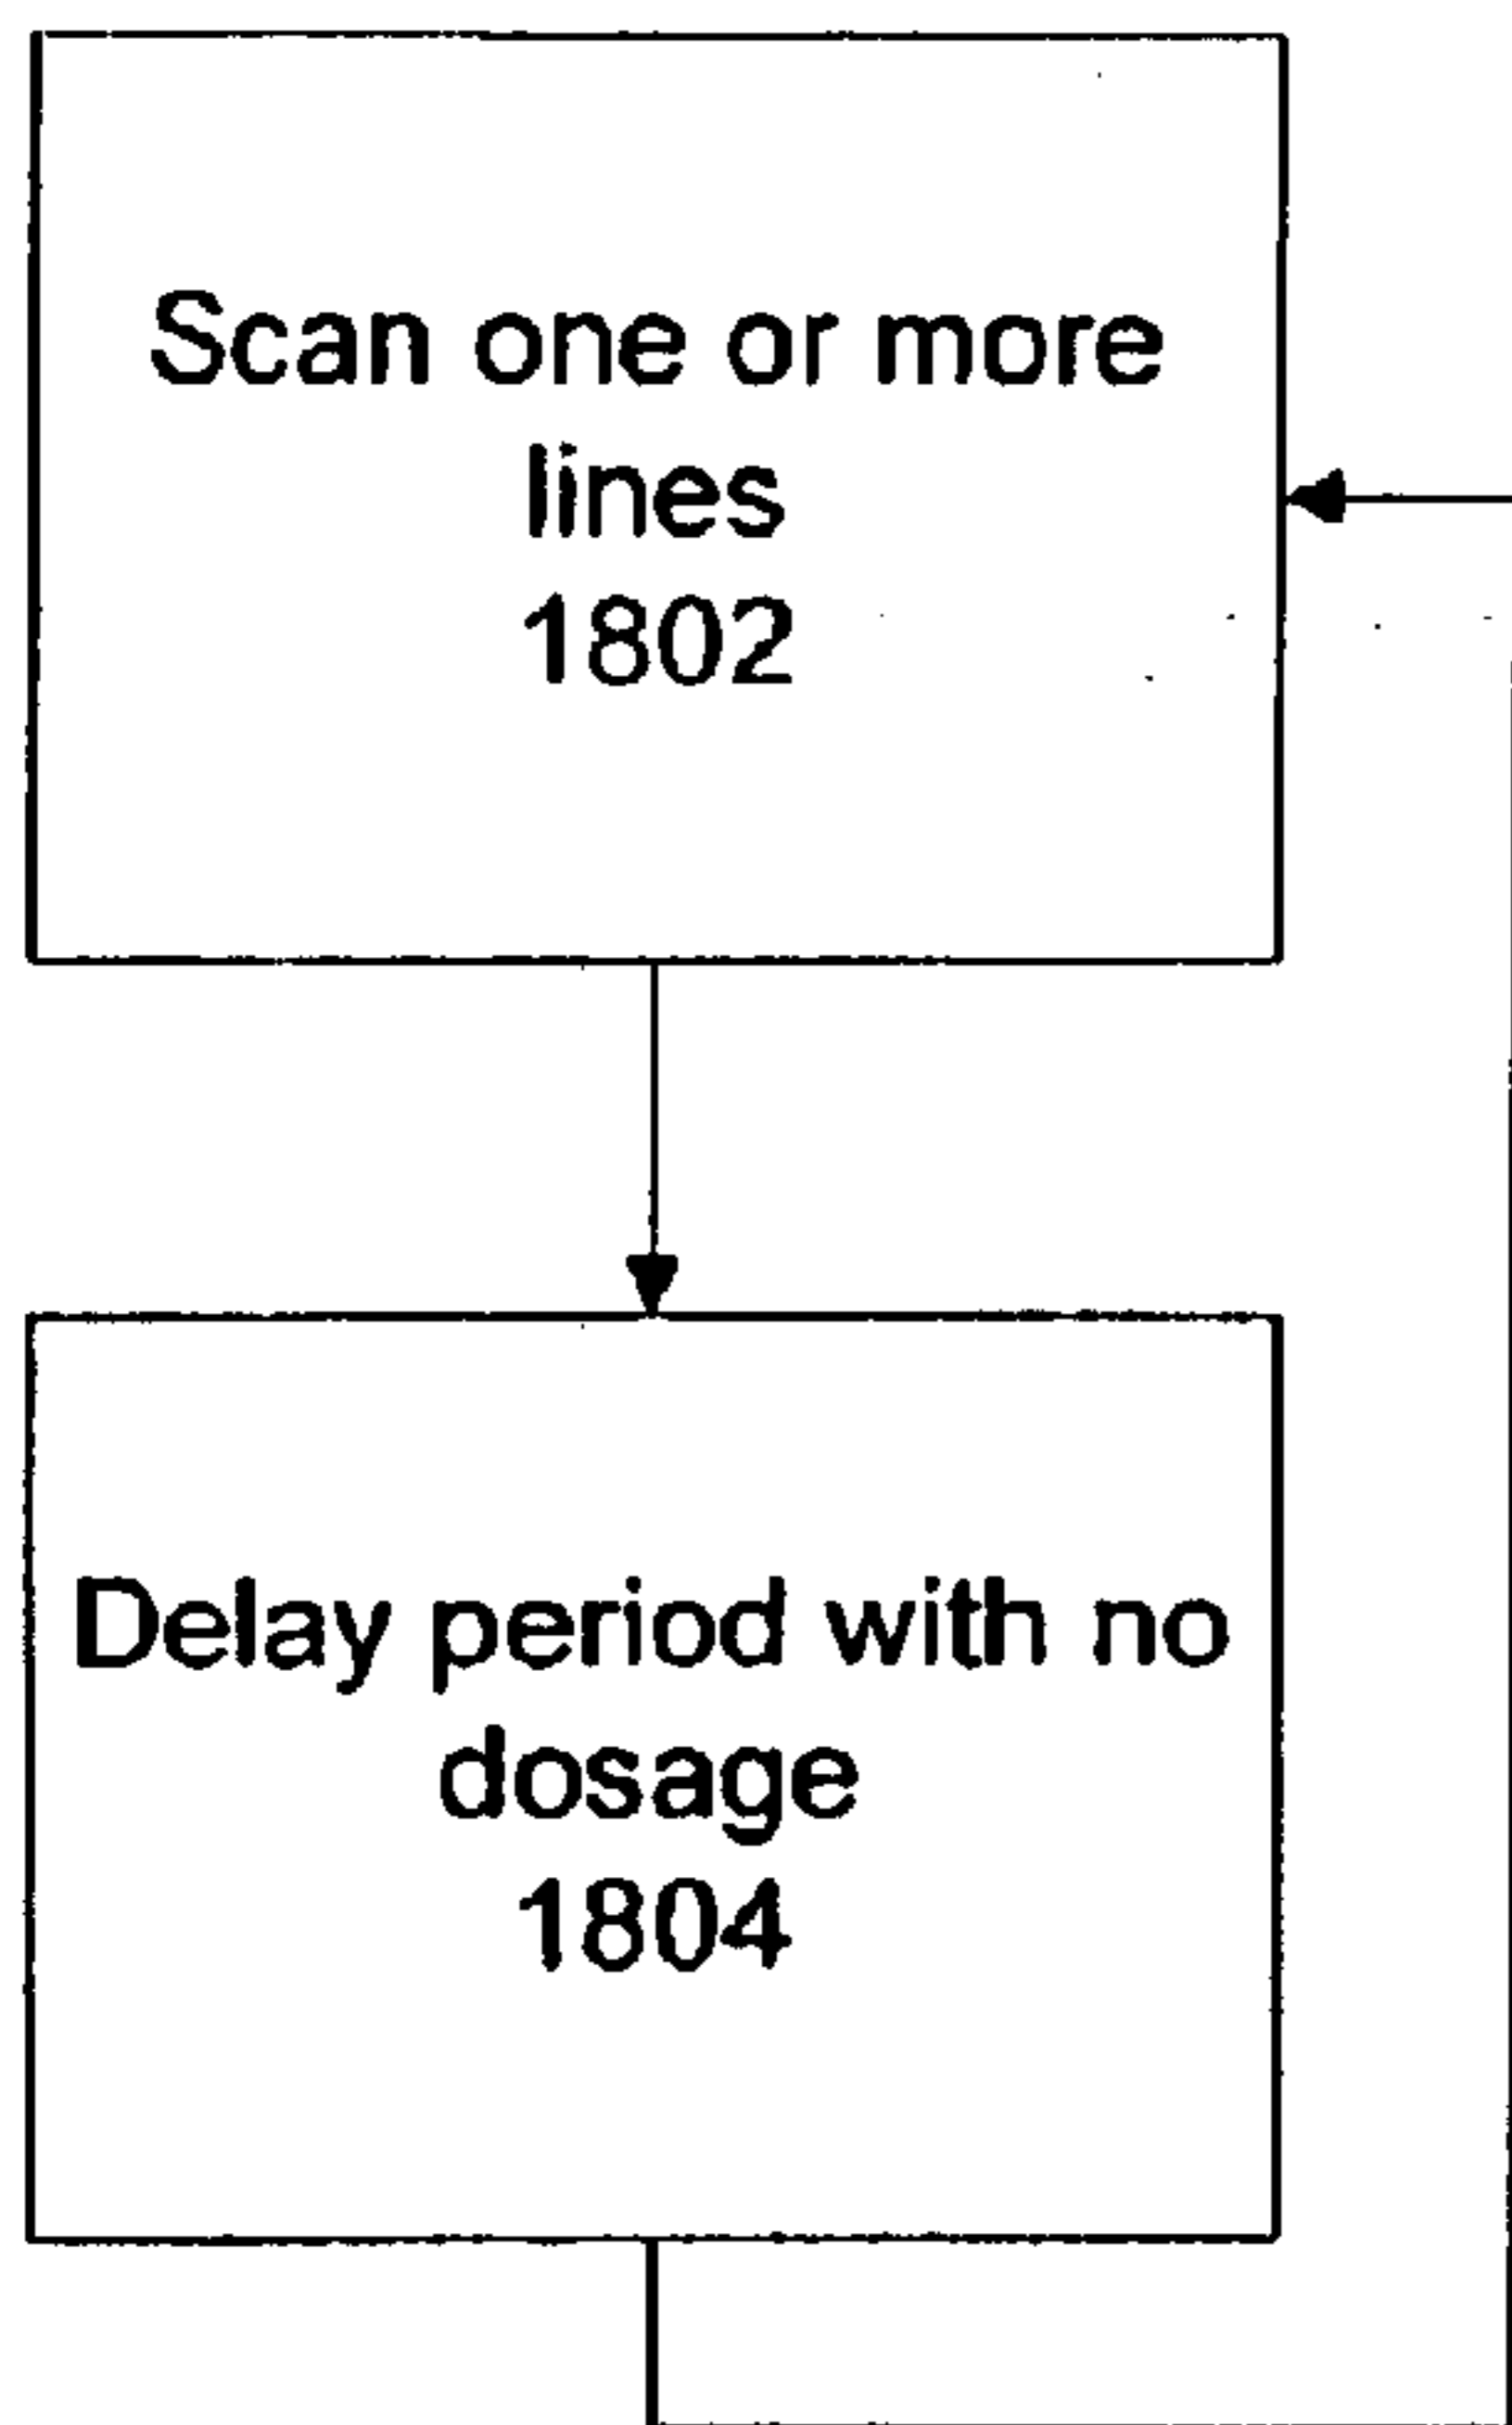 Scan one or more
lines
1802
Delay period with no
dosage
1804